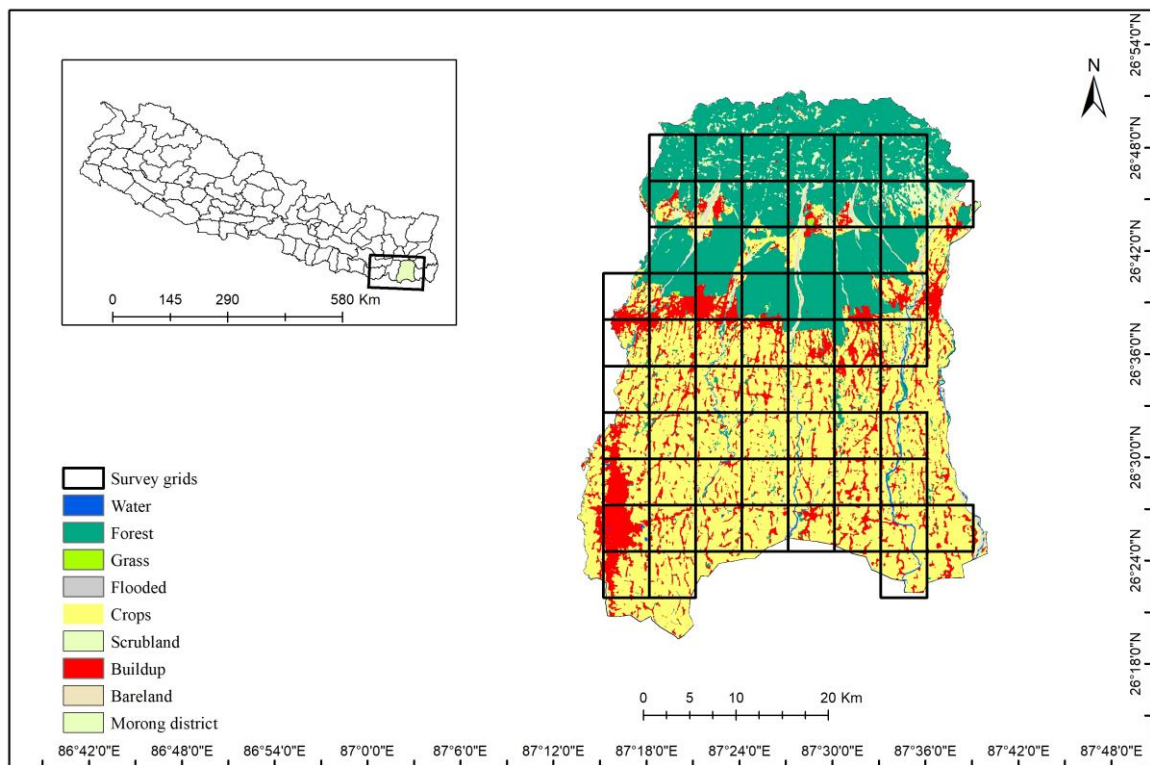 N
0 145 290 580 Km
Survey grids
Water
Forest
Grass
Flooded
Crops
Scrubland
Buildup
Bareland
Morong district
0 5 10 20 Km
26°54'0"N
26°48'0"N
26°42'0"N
26°36'0"N
26°30'0"N
26°24'0"N
26°18'0"N
86°42'0"E 86°48'0"E 86°54'0"E 87°0'0"E 87°6'0"E 87°12'0"E 87°18'0"E 87°24'0"E 87°30'0"E 87°36'0"E 87°42'0"E 87°48'0"E